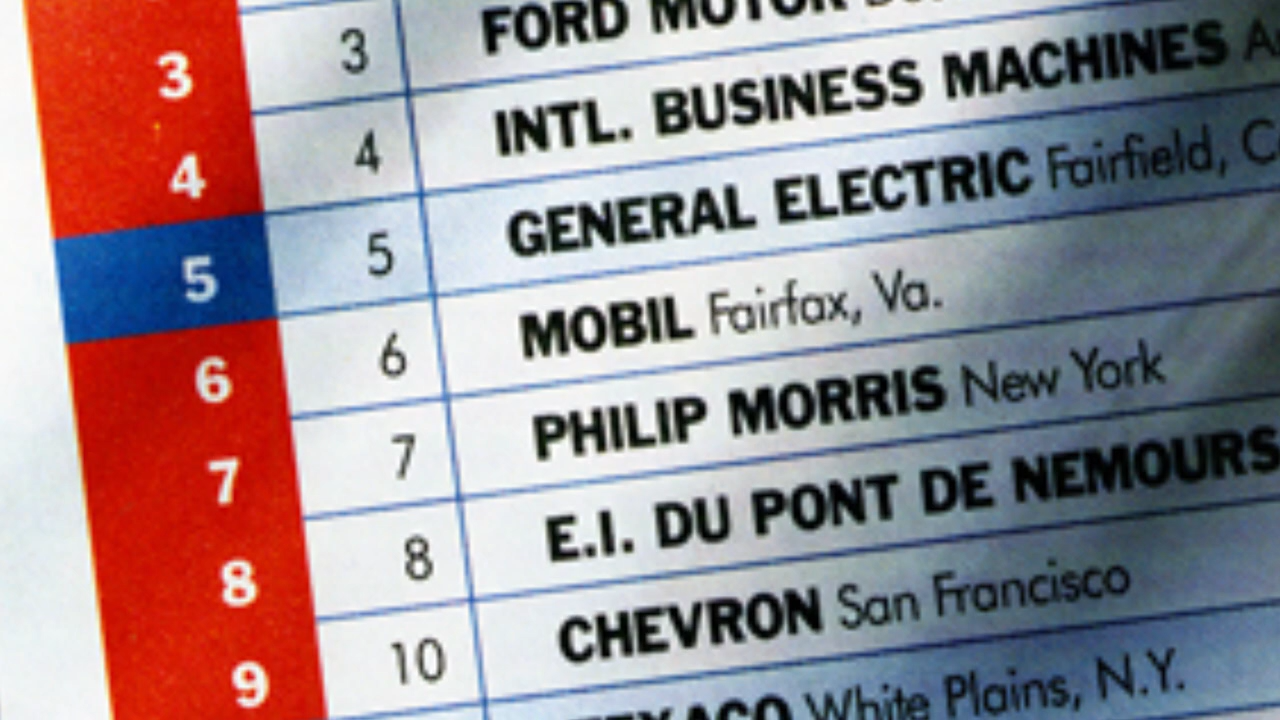 3 3 FORD MOTOR
4 4 INTL. BUSINESS MACHINES
5 5 GENERAL ELECTRIC Fairfield,
6 6 MOBIL Fairfax, Va.
7 7 PHILIP MORRIS New York
8 8 E.I. DU PONT DE NEMOURS
9 10 CHEVRON San Francisco
TEXACO White Plains, N.Y.